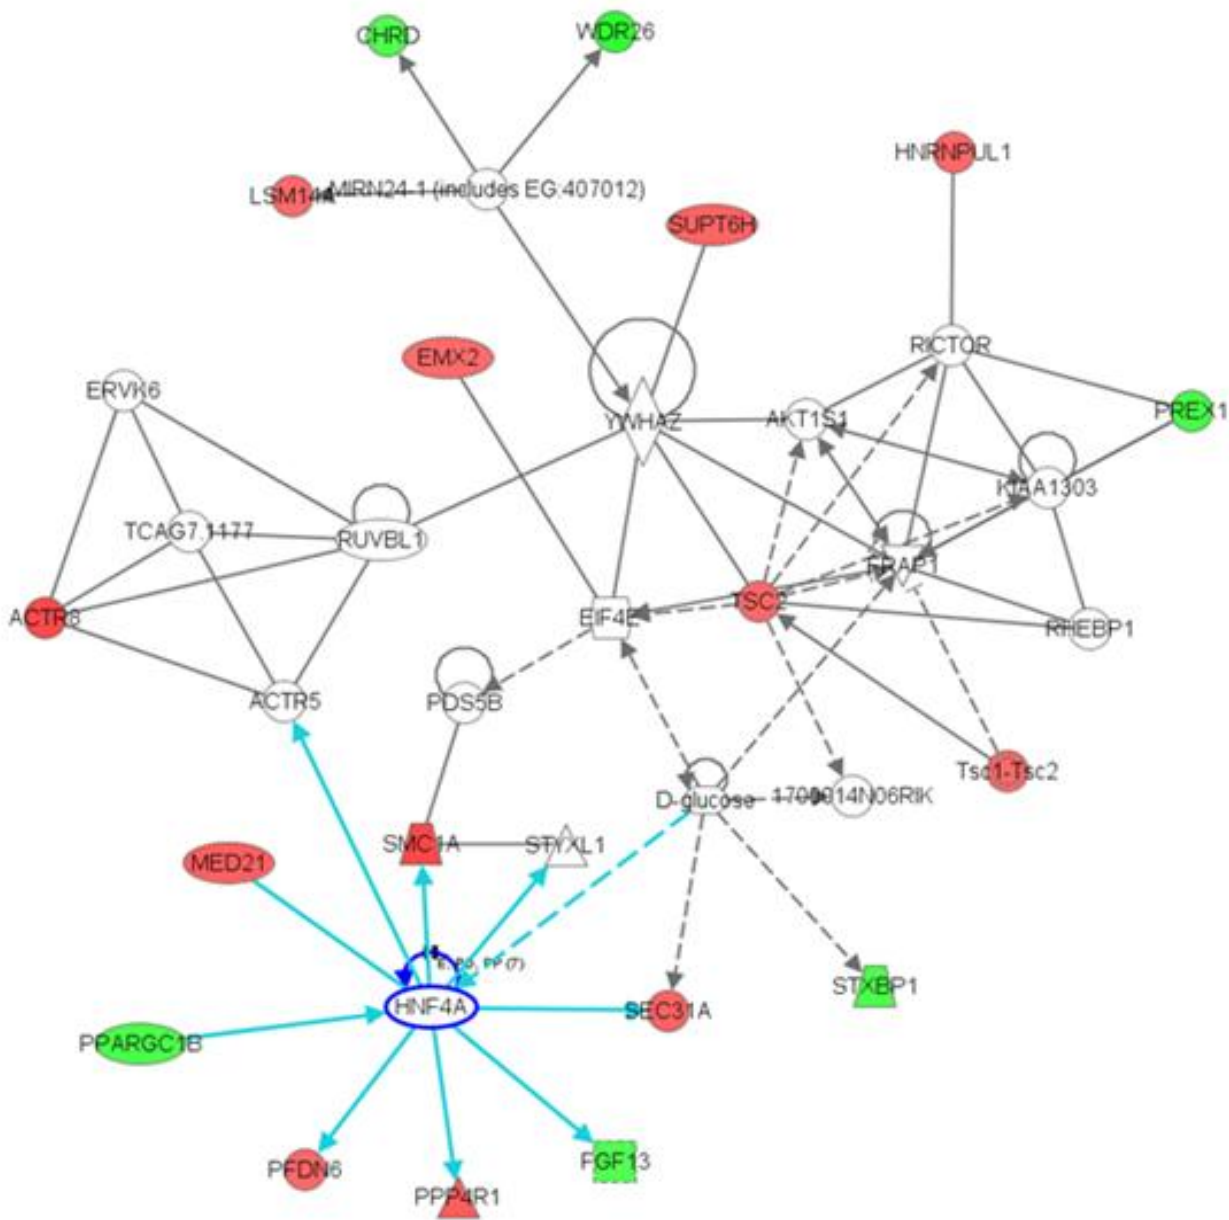 CHRD
WDR26
HNRNPUL1
LSM14A
MIRN24-1 (includes EG:407012)
SUPT6H
RICTOR
EMX2
ERVK6
PREX1
YWHAZ
AKT1S1
KIAA1303
TCAG7.1177
RUVBL1
FRAP1
TSC2
ACTR8
EIF4E
RHEBP1
ACTR5
PDS5B
Tsc1-Tsc2
D-glucose
1700014N06RIK
SMC1A
STYXL1
MED21
STXBP1
HNF4A
SEC31A
PPARGC1B
PFDN6
FGF13
PPP4R1